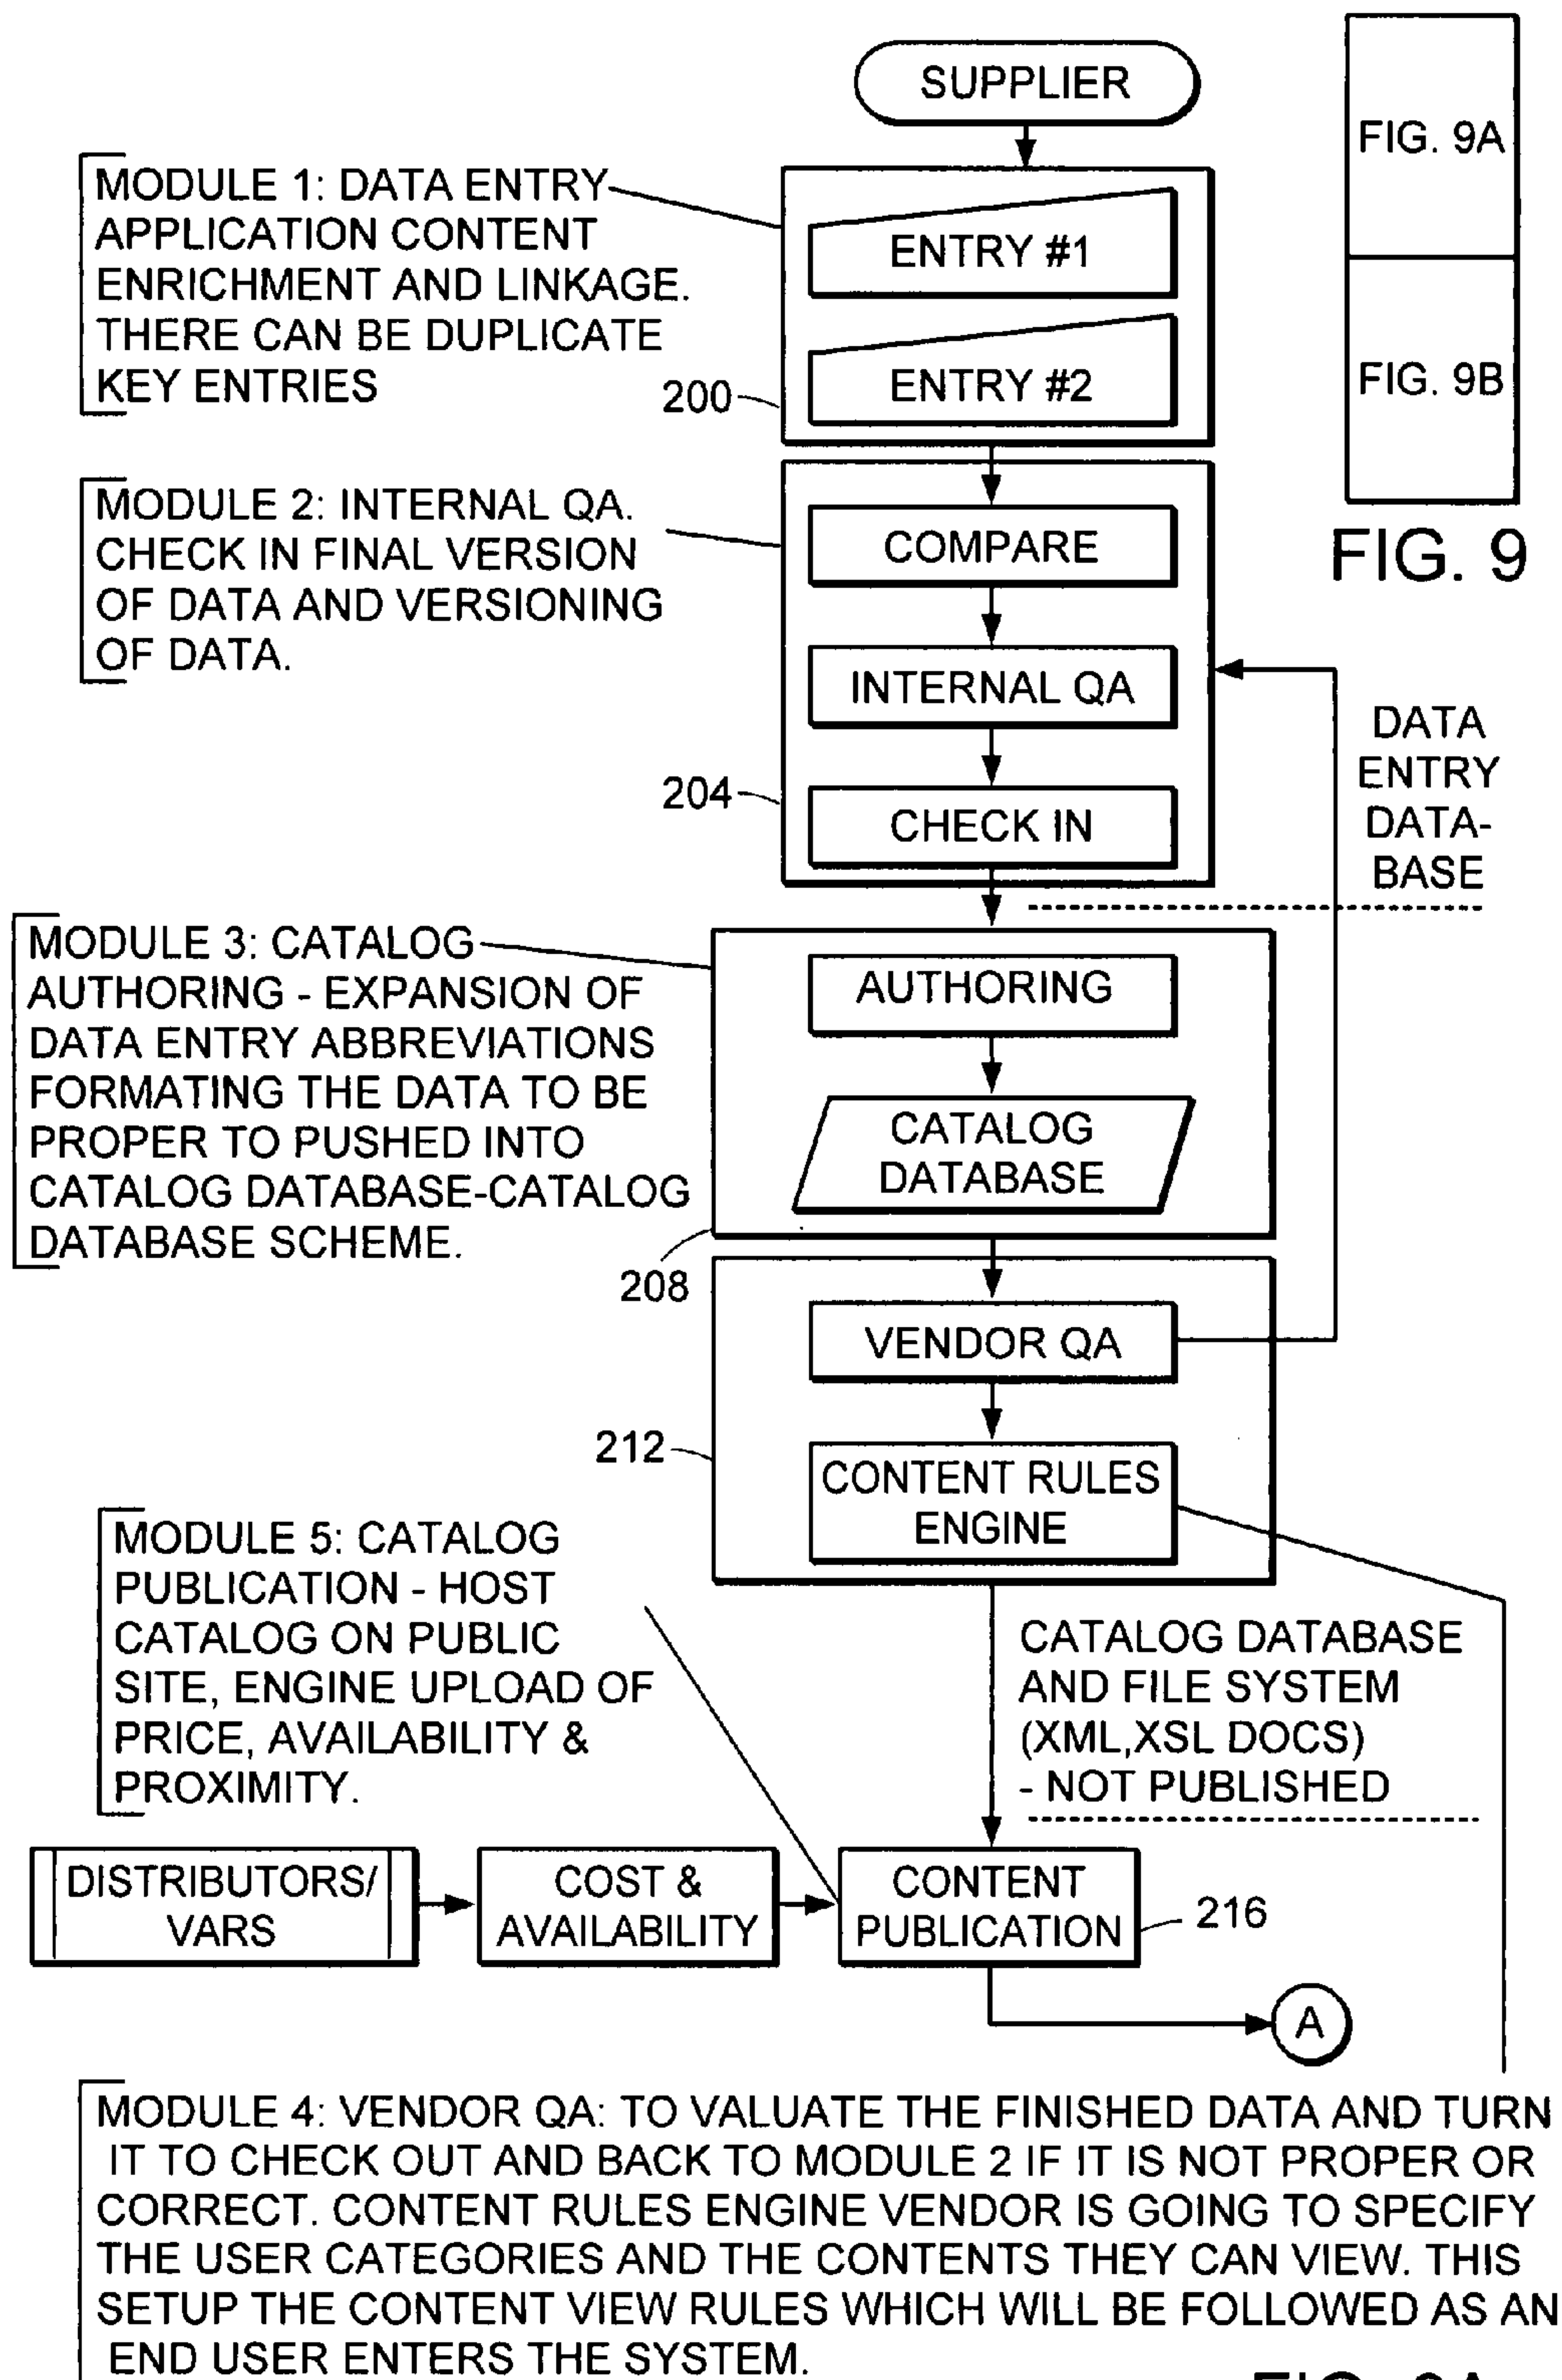 SUPPLIER
FIG. 9A
FIG. 9B
FIG. 9
MODULE 1: DATA ENTRY
APPLICATION CONTENT
ENRICHMENT AND LINKAGE.
THERE CAN BE DUPLICATE
KEY ENTRIES
ENTRY #1
ENTRY #2
200
MODULE 2: INTERNAL QA.
CHECK IN FINAL VERSION
OF DATA AND VERSIONING
OF DATA.
COMPARE
INTERNAL QA
CHECK IN
204
DATA
ENTRY
DATA-
BASE
MODULE 3: CATALOG
AUTHORING - EXPANSION OF
DATA ENTRY ABBREVIATIONS
FORMATING THE DATA TO BE
PROPER TO PUSHED INTO
CATALOG DATABASE-CATALOG
DATABASE SCHEME.
AUTHORING
CATALOG
DATABASE
208
VENDOR QA
212
CONTENT RULES
ENGINE
MODULE 5: CATALOG
PUBLICATION - HOST
CATALOG ON PUBLIC
SITE, ENGINE UPLOAD OF
PRICE, AVAILABILITY &
PROXIMITY.
CATALOG DATABASE
AND FILE SYSTEM
(XML,XSL DOCS)
- NOT PUBLISHED
DISTRIBUTORS/
VARS
COST &
AVAILABILITY
CONTENT
PUBLICATION
216
A
MODULE 4: VENDOR QA: TO VALUATE THE FINISHED DATA AND TURN
IT TO CHECK OUT AND BACK TO MODULE 2 IF IT IS NOT PROPER OR
CORRECT. CONTENT RULES ENGINE VENDOR IS GOING TO SPECIFY
THE USER CATEGORIES AND THE CONTENTS THEY CAN VIEW. THIS
SETUP THE CONTENT VIEW RULES WHICH WILL BE FOLLOWED AS AN
END USER ENTERS THE SYSTEM.